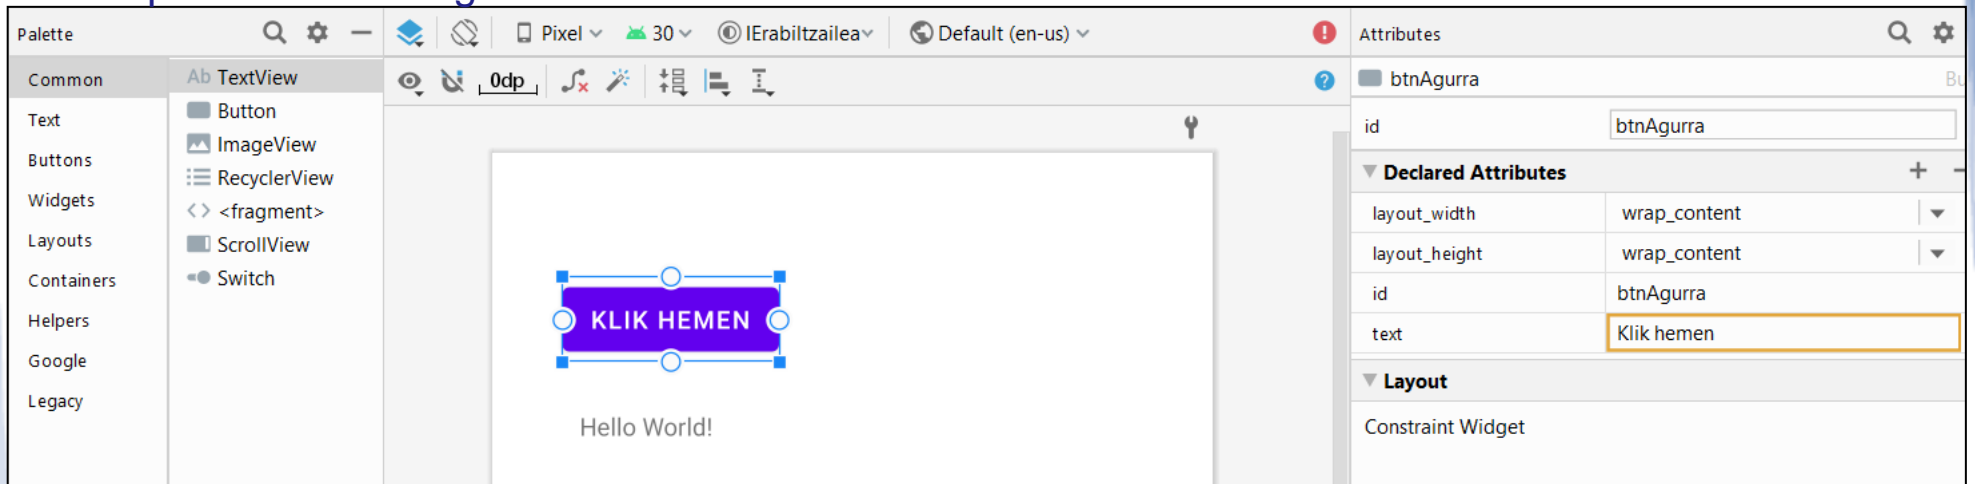 Palette
Pixel
30
IErabiltzailea
Default (en-us)
Attributes
Common
Text
Buttons
Widgets
Layouts
Containers
Helpers
Google
Legacy
Ab TextView
Button
ImageView
RecyclerView
<fragment>
ScrollView
Switch
0dp
?
KLIK HEMEN
Hello World!
btnAgurra
id btnAgurra
Declared Attributes
layout_width wrap_content
layout_height wrap_content
id btnAgurra
text Klik hemen
Layout
Constraint Widget